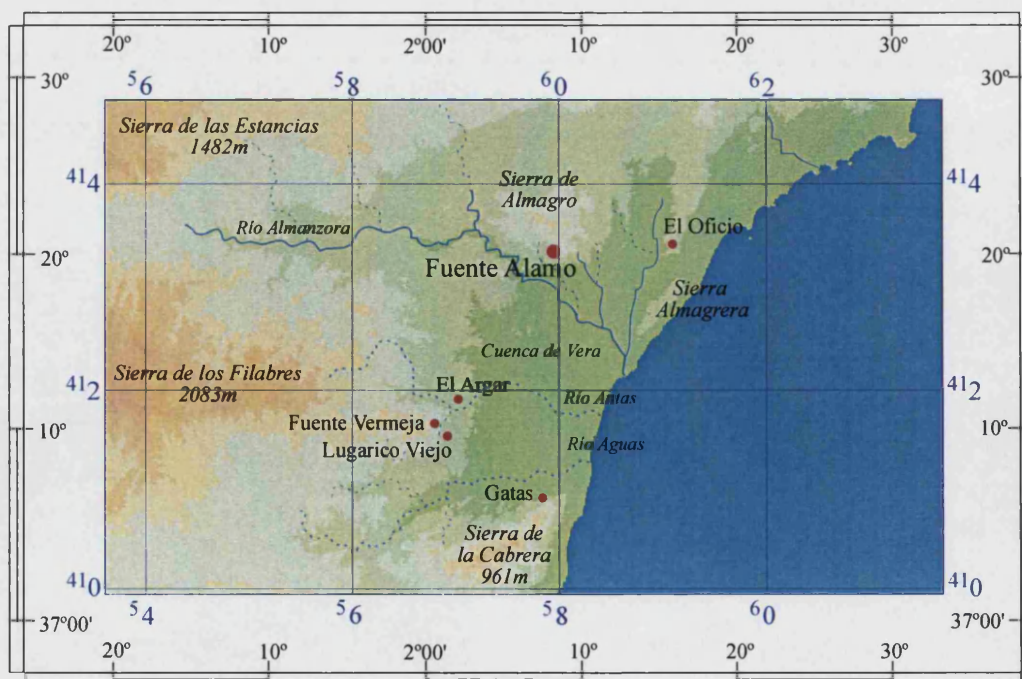 20º 10º 2º00' 10º 20º 30º
30º 30º
56 58 60 62
Sierra de las Estancias
1482m
414 414
Sierra de
Almagro
Río Almanzora
El Oficio
20º 20º
Fuente Alamo
Sierra
Almagrera
Cuenca de Vera
Sierra de los Filabres
2083m
El Argar
412 412
Río Antas
Fuente Vermeja
10º 10º
Río Aguas
Lugarico Viejo
Gatas
Sierra de
la Cabrera
961m
410 410
54 56 58 60
37º00' 37º00'
20º 10º 2º00' 10º 20º 30º